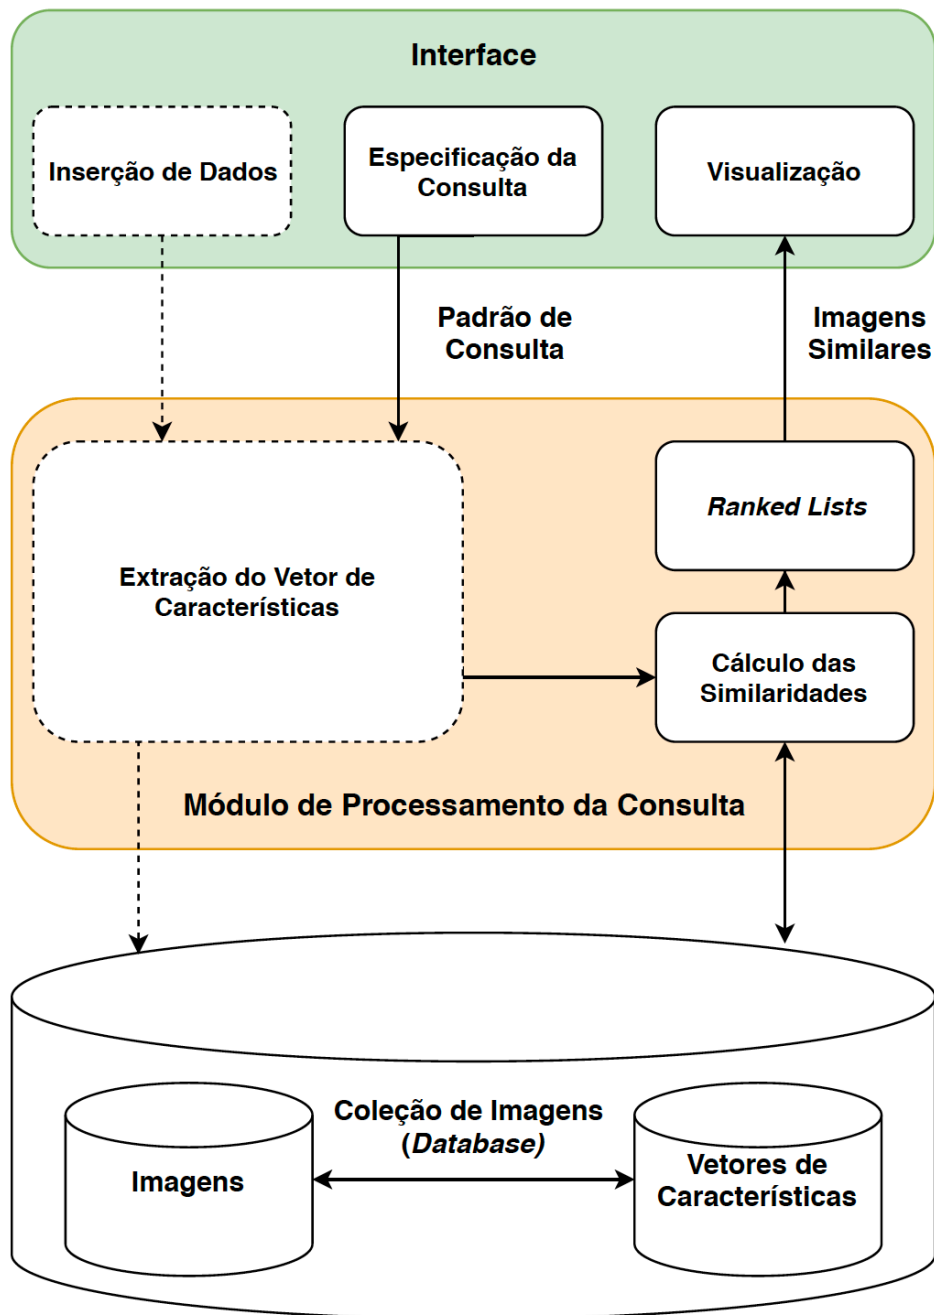 Interface
Inserção de Dados
Especificação da
Consulta
Visualização
Padrão de
Consulta
Imagens
Similares
Extração do Vetor de
Características
Ranked Lists
Cálculo das
Similaridades
Módulo de Processamento da Consulta
Coleção de Imagens
(Database)
Imagens
Vetores de
Características